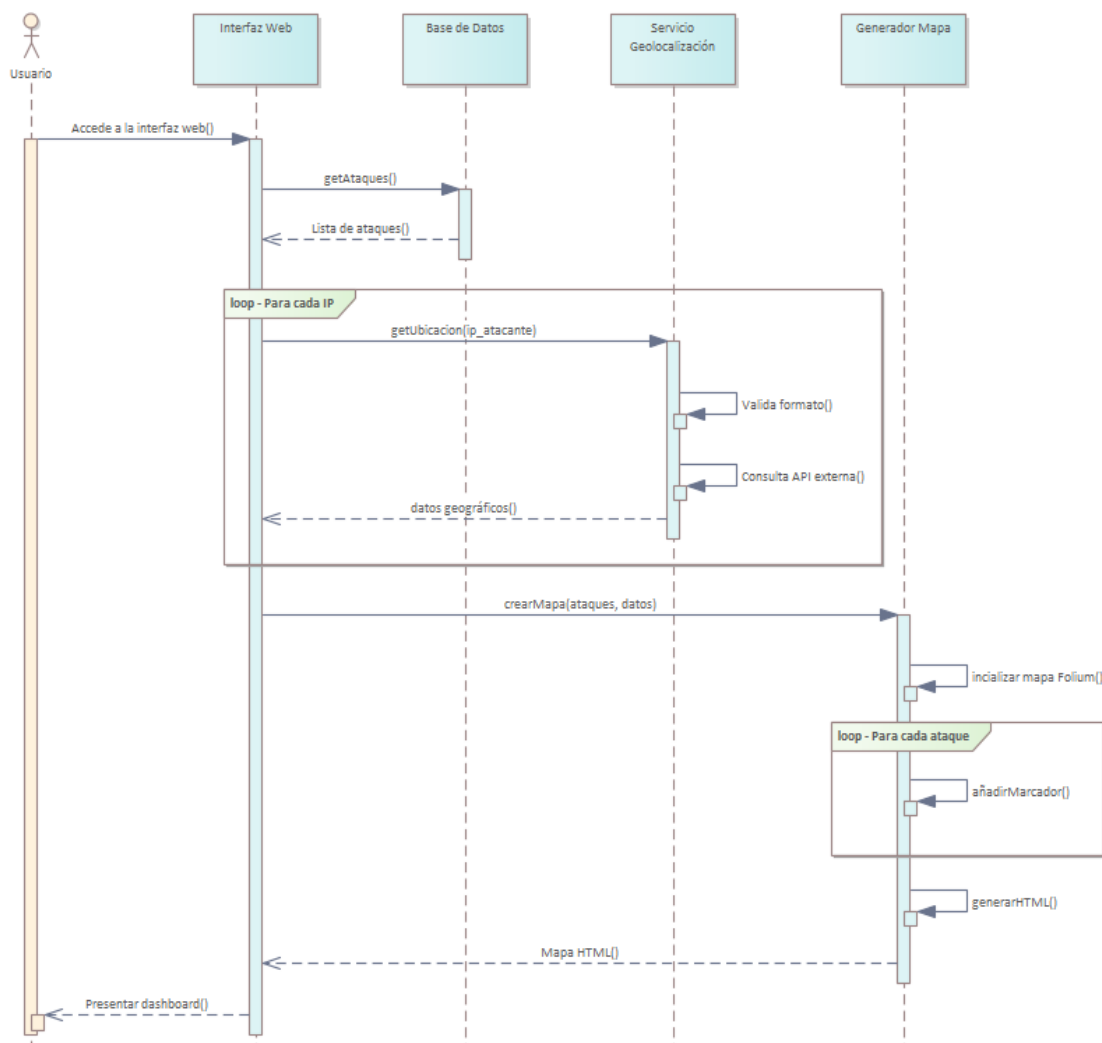 Usuario
Interfaz Web
Base de Datos
Servicio
Geolocalización
Generador Mapa
Accede a la interfaz web()
getAtaques()
Lista de ataques()
loop - Para cada IP
getUbicacion(ip_atacante)
Valida formato()
Consulta API externa()
datos geográficos()
crearMapa(ataques, datos)
incializar mapa Folium()
loop - Para cada ataque
añadirMarcador()
generarHTML()
Mapa HTML()
Presentar dashboard()